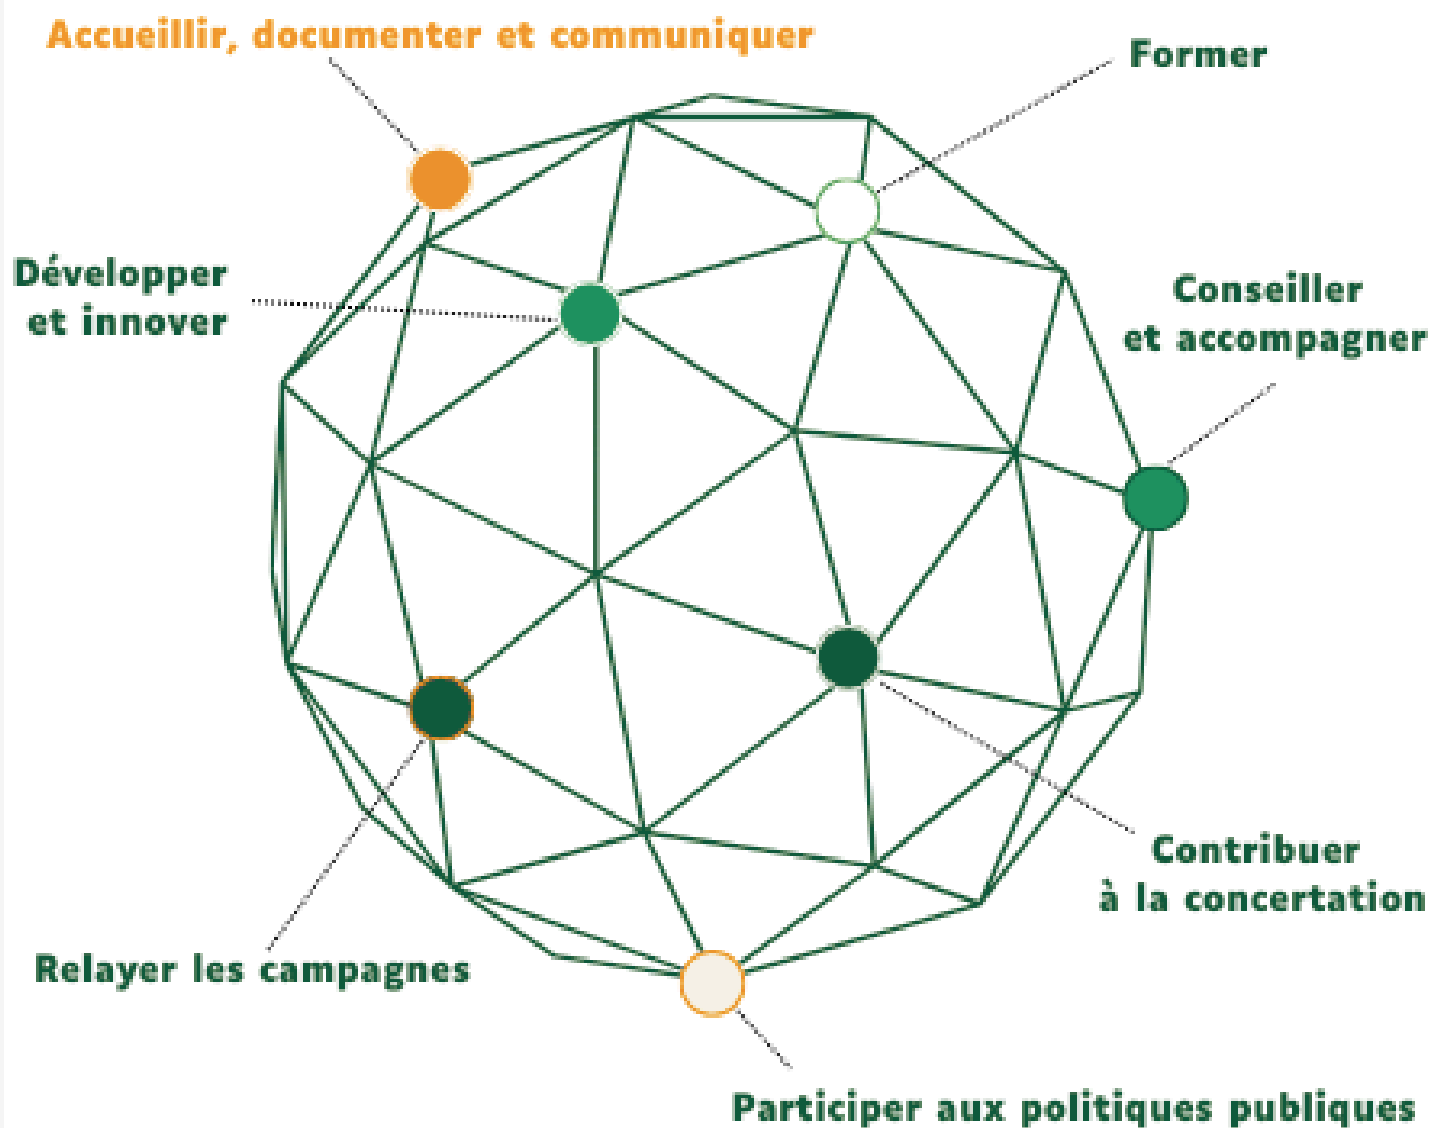 Accueillir, documenter et communiquer
Former
Développer
et innover
Conseiller
et accompagner
Contribuer
à la concertation
Relayer les campagnes
Participer aux politiques publiques